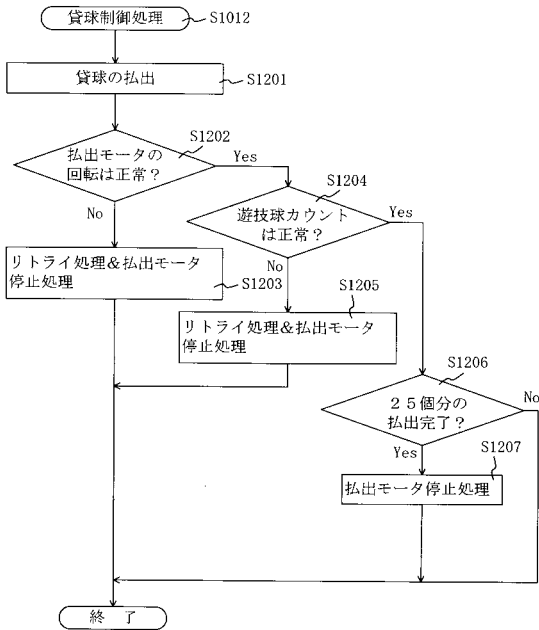 貸球制御処理
S1012
貸球の払出
S1201
払出モータの
回転は正常？
S1202
Yes
No
遊技球カウント
は正常？
S1204
Yes
No
リトライ処理＆払出モータ
停止処理
S1203
リトライ処理＆払出モータ
停止処理
S1205
２５個分の
払出完了？
S1206
No
Yes
払出モータ停止処理
S1207
終　了